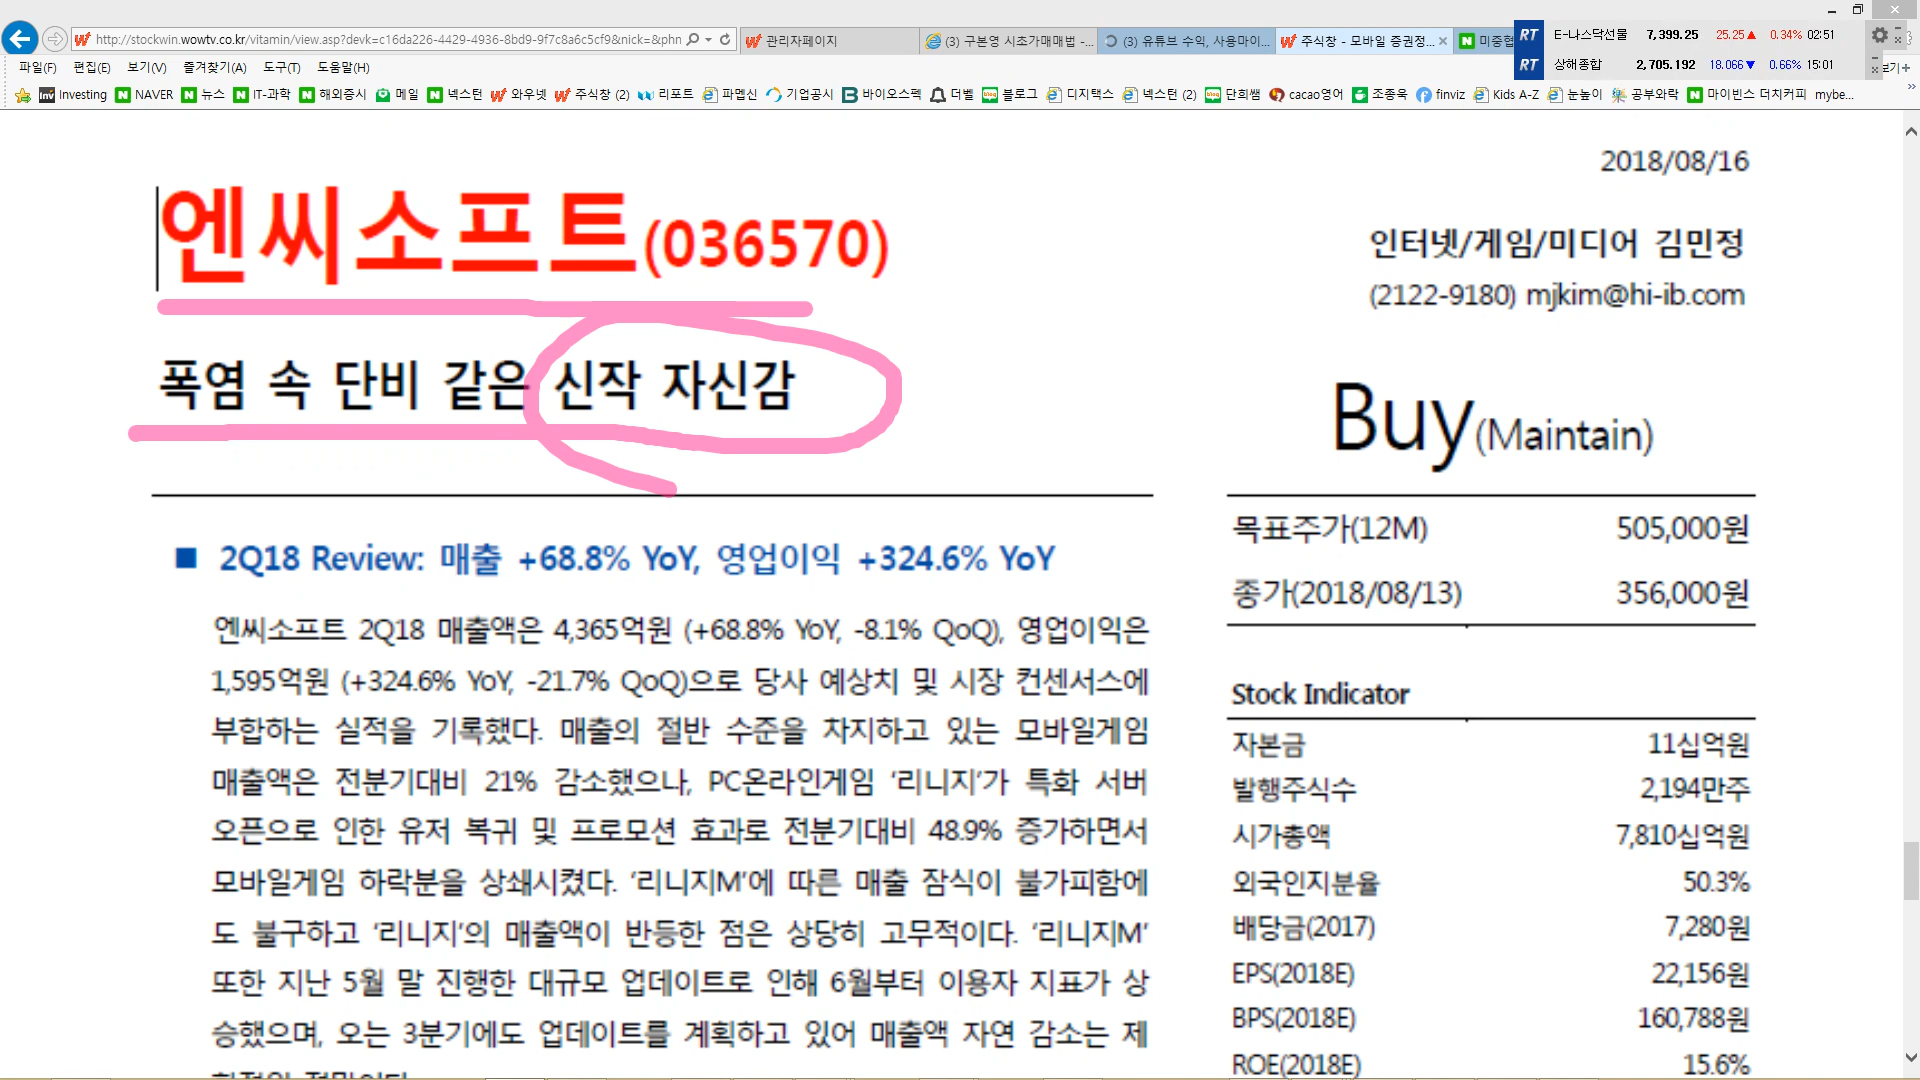 http://stockwin.wowtv.co.kr/vitamin/view.asp?devk=c16da226-4429-4936-8bd9-9f7c8a6c5cf9&nick=&phn
관리자페이지
(3) 구본영 시초가매매법 -...
(3) 유튜브 수익, 사용마이...
주식창 - 모바일 증권정...
미중협
RT E-나스닥선물 7,399.25 25.25▲ 0.34% 02:51
RT 상해종합 2,705.192 18.066▼ 0.66% 15:01
파일(F) 편집(E) 보기(V) 즐겨찾기(A) 도구(T) 도움말(H)
Investing NAVER 뉴스 IT-과학 해외증시 메일 넥스턴 와우넷 주식창 (2) 리포트 팍스넷 기업공시 바이오스펙 더벨 블로그 디지택스 넥스턴 (2) 단희쌤 cacao영어 조종욱 finviz Kids A-Z 눈높이 공부와락 마이빈스 더치커피 mybe...
2018/08/16
엔씨소프트(036570)
인터넷/게임/미디어 김민정
(2122-9180) mjkim@hi-ib.com
폭염 속 단비 같은 신작 자신감
Buy(Maintain)
목표주가(12M) 505,000원
종가(2018/08/13) 356,000원
■ 2Q18 Review: 매출 +68.8% YoY, 영업이익 +324.6% YoY
엔씨소프트 2Q18 매출액은 4,365억원 (+68.8% YoY, -8.1% QoQ), 영업이익은
1,595억원 (+324.6% YoY, -21.7% QoQ)으로 당사 예상치 및 시장 컨센서스에
부합하는 실적을 기록했다. 매출의 절반 수준을 차지하고 있는 모바일게임
매출액은 전분기대비 21% 감소했으나, PC온라인게임 ‘리니지’가 특화 서버
오픈으로 인한 유저 복귀 및 프로모션 효과로 전분기대비 48.9% 증가하면서
모바일게임 하락분을 상쇄시켰다. ‘리니지M’에 따른 매출 잠식이 불가피함에
도 불구하고 ‘리니지’의 매출액이 반등한 점은 상당히 고무적이다. ‘리니지M’
또한 지난 5월 말 진행한 대규모 업데이트로 인해 6월부터 이용자 지표가 상
승했으며, 오는 3분기에도 업데이트를 계획하고 있어 매출액 자연 감소는 제
Stock Indicator
자본금 11십억원
발행주식수 2,194만주
시가총액 7,810십억원
외국인지분율 50.3%
배당금(2017) 7,280원
EPS(2018E) 22,156원
BPS(2018E) 160,788원
ROE(2018E) 15.6%